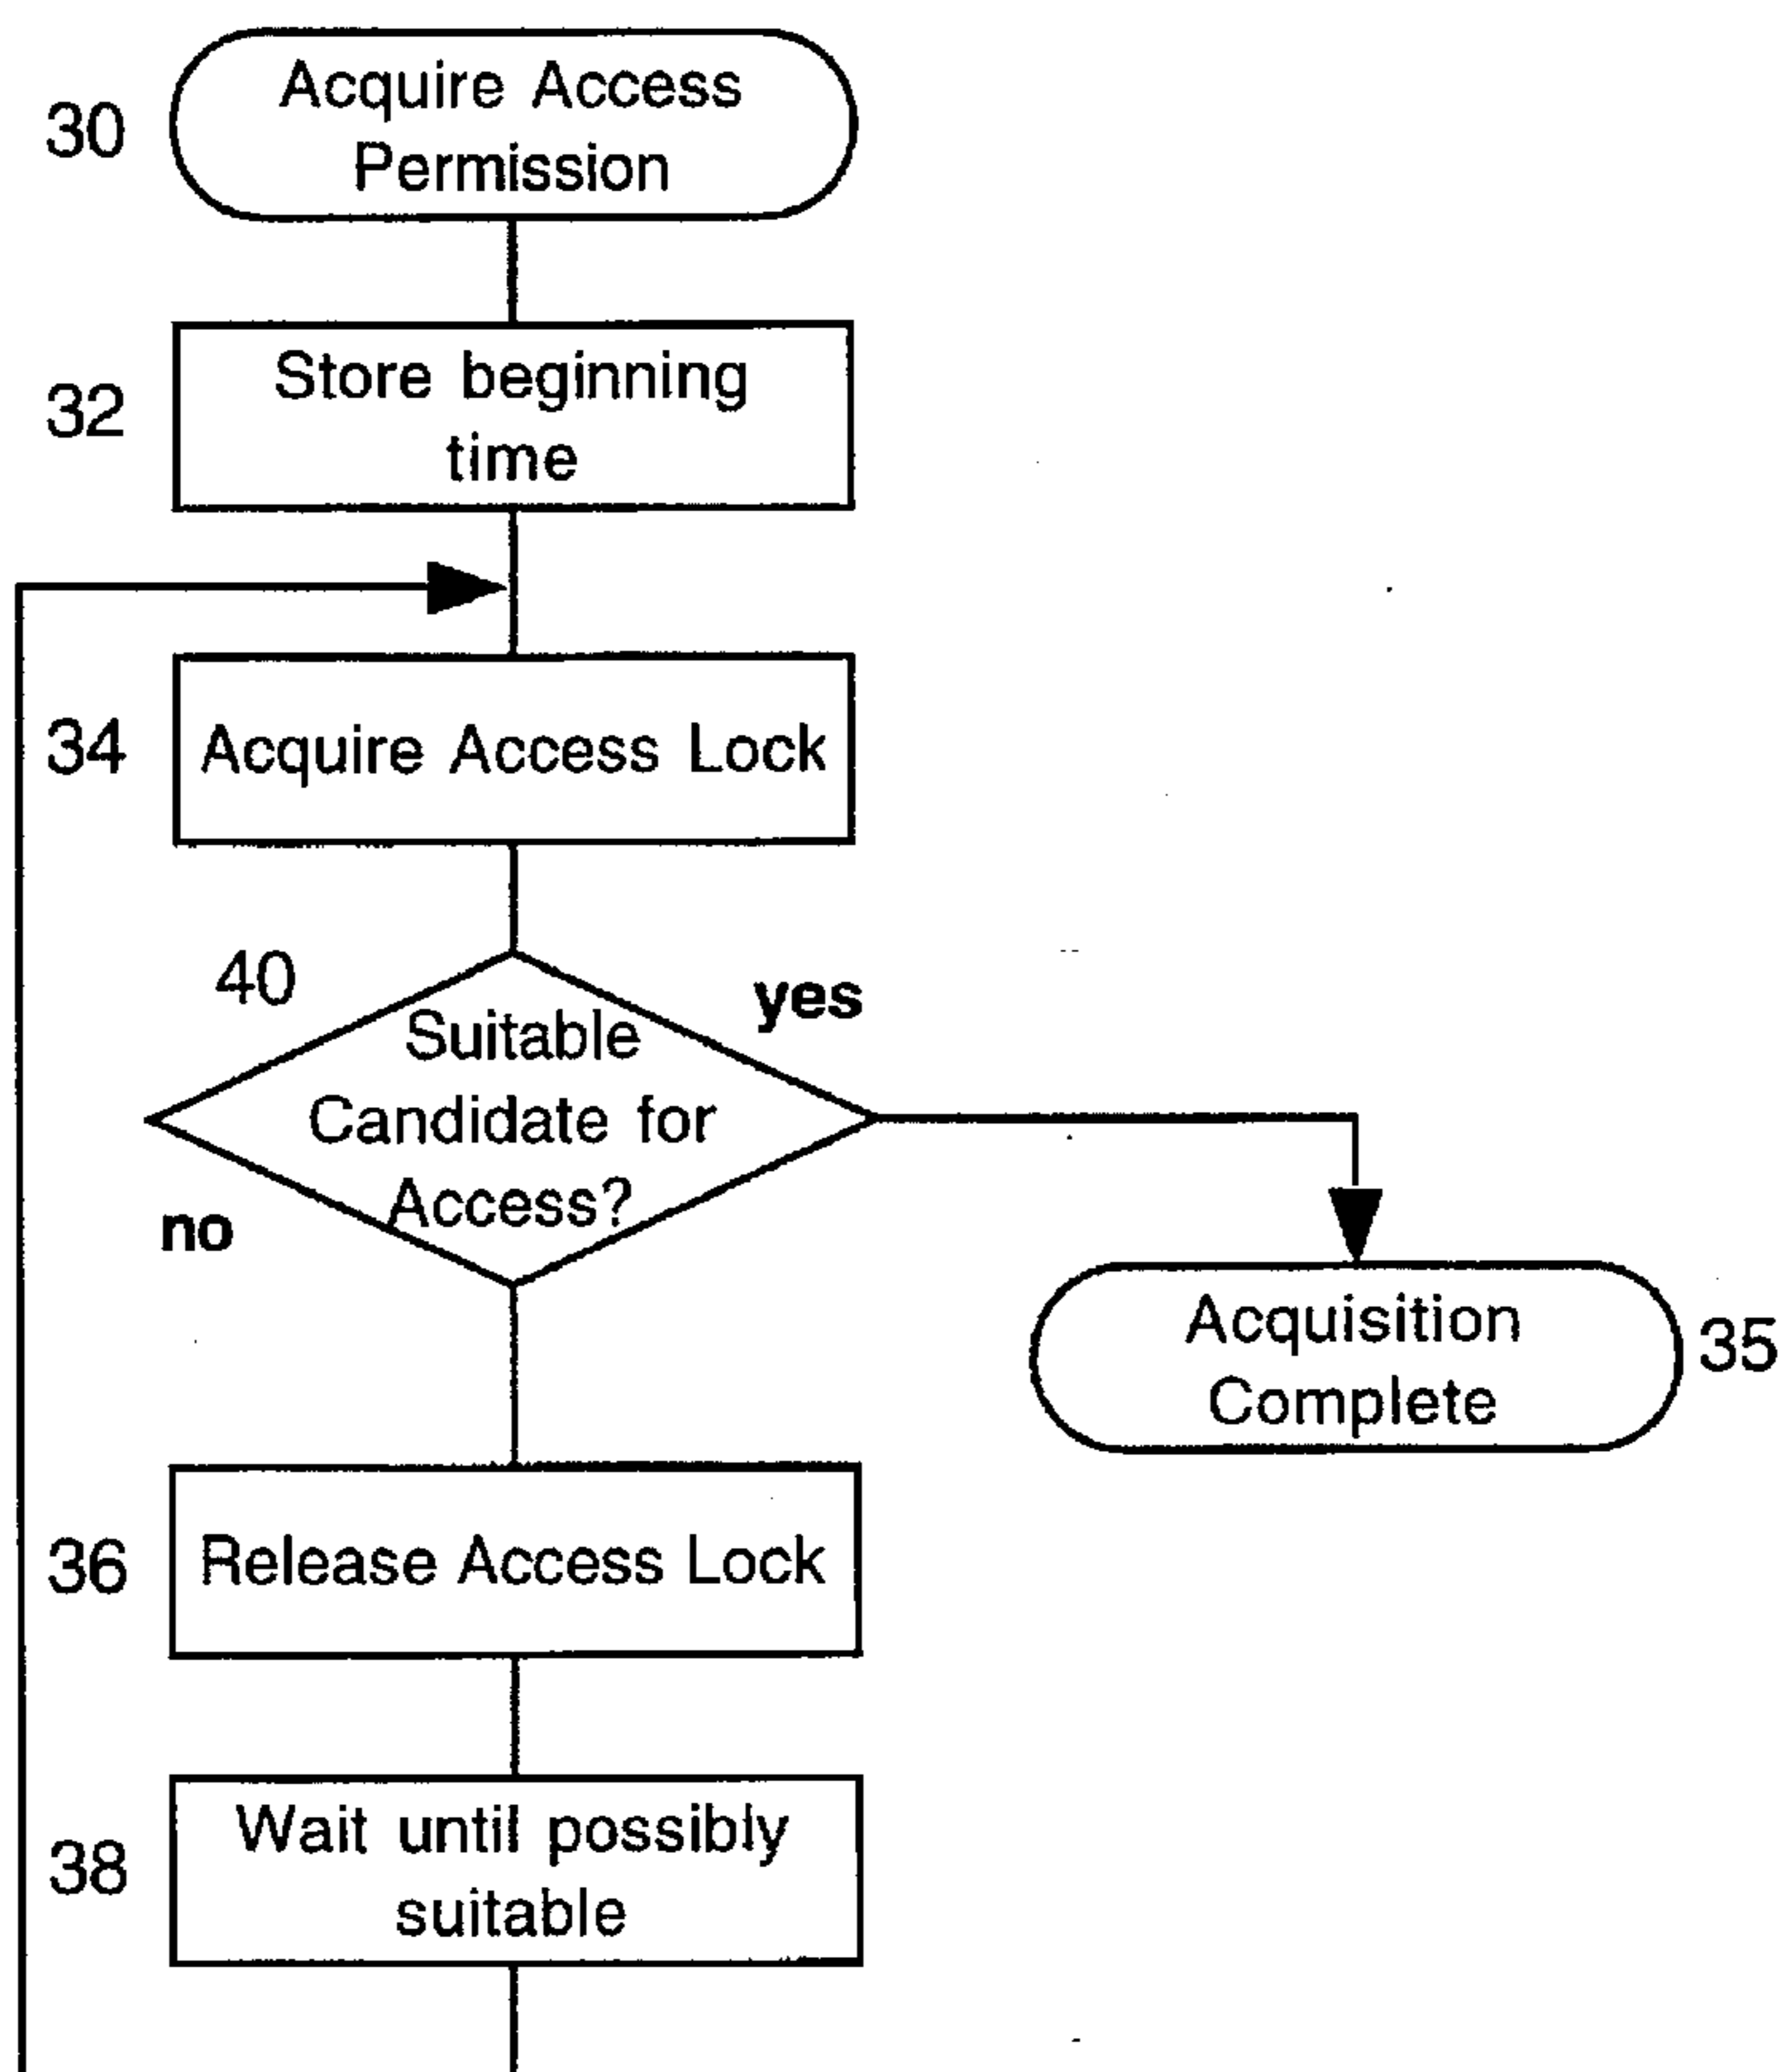 30
Acquire Access
Permission
32
Store beginning
time
34
Acquire Access Lock
40
yes
Suitable
Candidate for
Access?
no
Acquisition
Complete
35
36
Release Access Lock
38
Wait until possibly
suitable